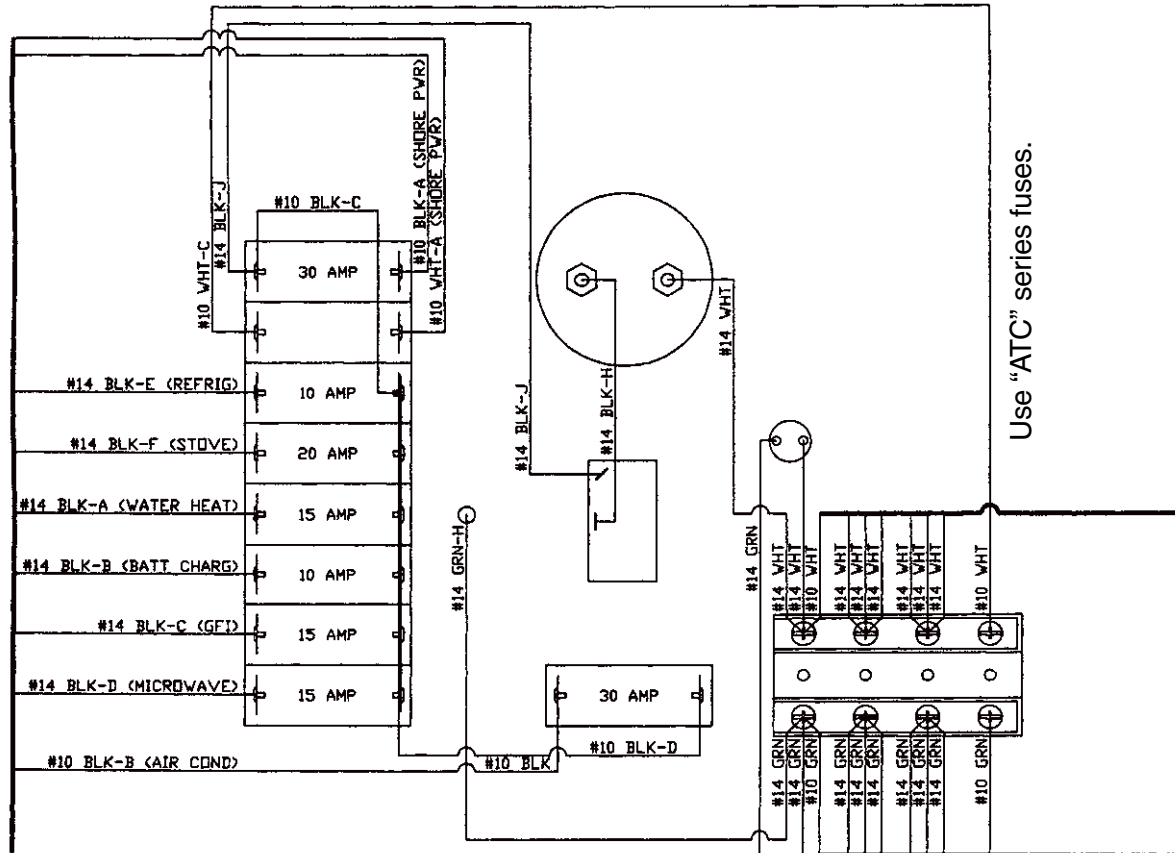 #10 WHT-C
#14 BLK-J
#10 BLK-C
#10 BLK-A (SHORE PWR)
#10 WHT-A (SHORE PWR)
30 AMP
#14 BLK-E (REFRIG)
10 AMP
#14 BLK-F (STOVE)
20 AMP
#14 BLK-A (WATER HEAT)
15 AMP
#14 BLK-B (BATT CHARG)
10 AMP
#14 BLK-C (GFI)
15 AMP
#14 BLK-D (MICROWAVE)
15 AMP
#10 BLK-B (AIR COND)
#10 BLK
#10 BLK-D
30 AMP
#14 GRN-H
#14 BLK-J
#14 BLK-H
#14 WHT
#14 GRN
#14 WHT
#14 WHT
#10 WHT
#14 WHT
#14 WHT
#14 WHT
#14 WHT
#14 WHT
#14 WHT
#10 WHT
#14 GRN
#14 GRN
#10 GRN
#14 GRN
#14 GRN
#14 GRN
#14 GRN
#14 GRN
#14 GRN
#10 GRN
Use “ATC” series fuses.